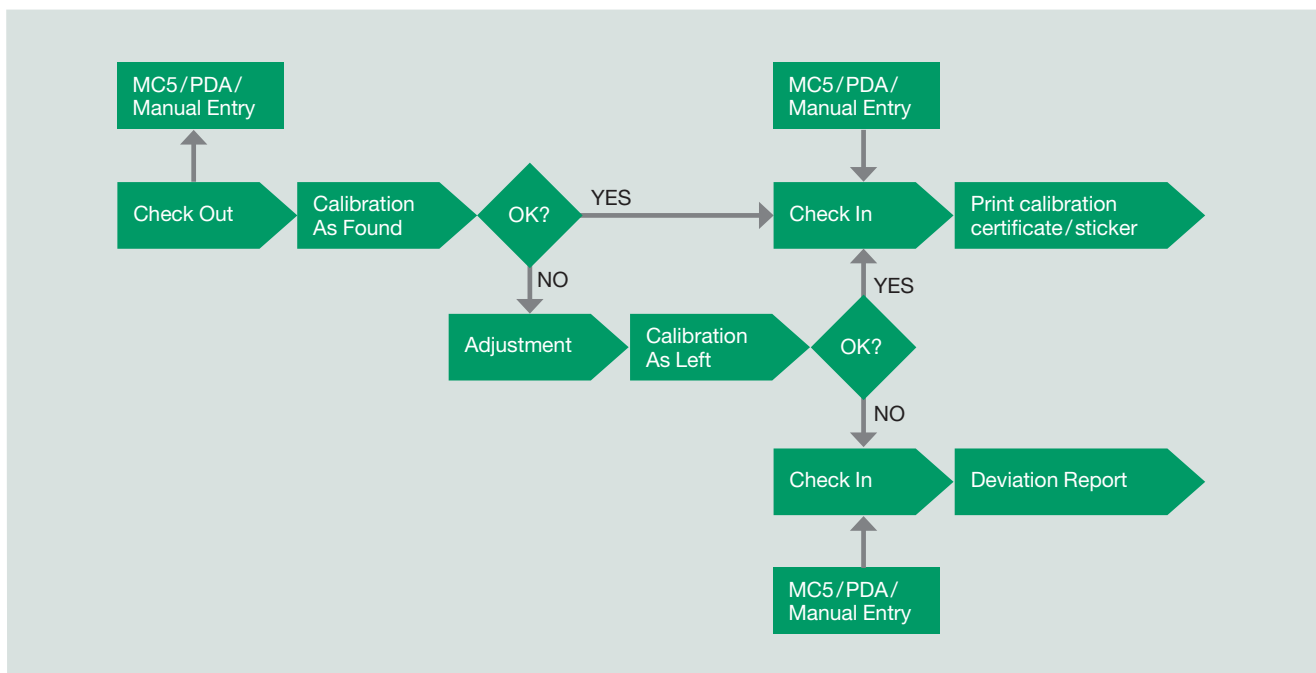 MC5/PDA/
Manual Entry
MC5/PDA/
Manual Entry
Check Out
Calibration
As Found
OK?
YES
Check In
Print calibration
certificate/sticker
NO
YES
Adjustment
Calibration
As Left
OK?
NO
Check In
Deviation Report
MC5/PDA/
Manual Entry